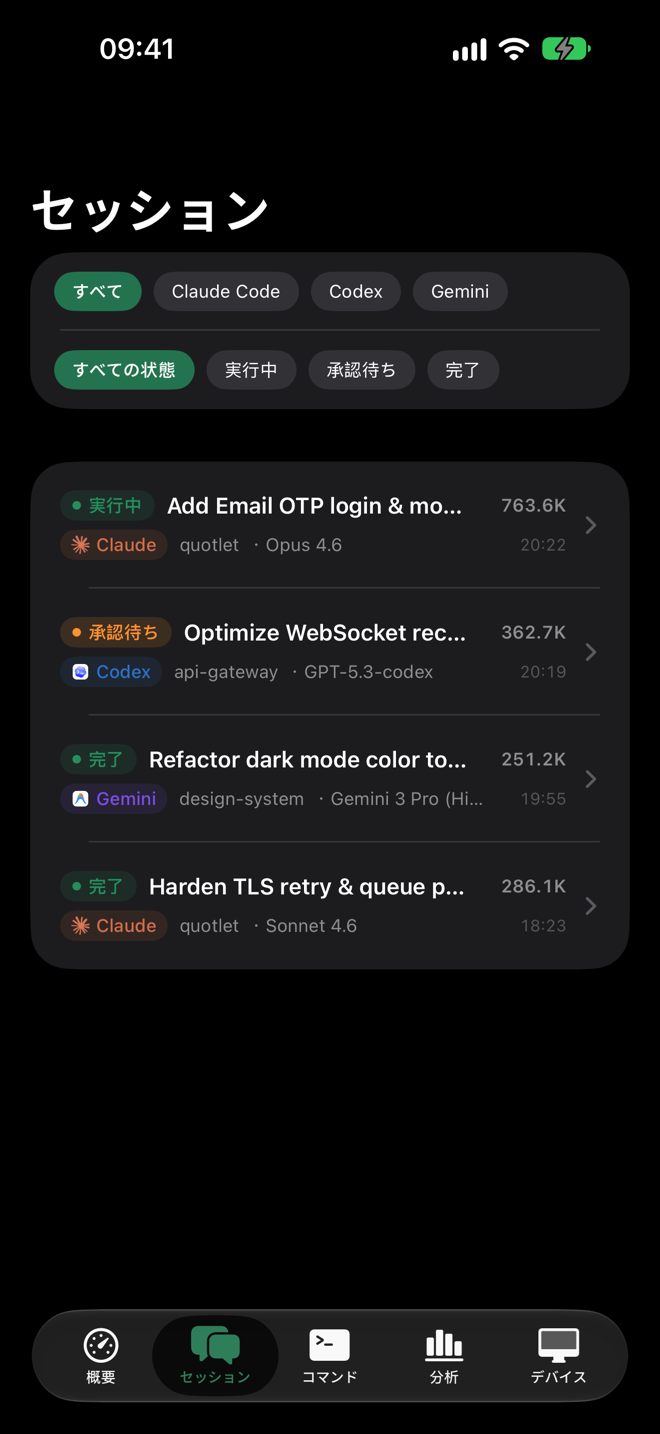 09:41
セッション
すべて Claude Code Codex Gemini
すべての状態 実行中 承認待ち 完了
実行中 Add Email OTP login & mo... 763.6K
Claude quotlet · Opus 4.6 20:22
承認待ち Optimize WebSocket rec... 362.7K
Codex api-gateway · GPT-5.3-codex 20:19
完了 Refactor dark mode color to... 251.2K
Gemini design-system · Gemini 3 Pro (Hi... 19:55
完了 Harden TLS retry & queue p... 286.1K
Claude quotlet · Sonnet 4.6 18:23
概要 セッション コマンド 分析 デバイス